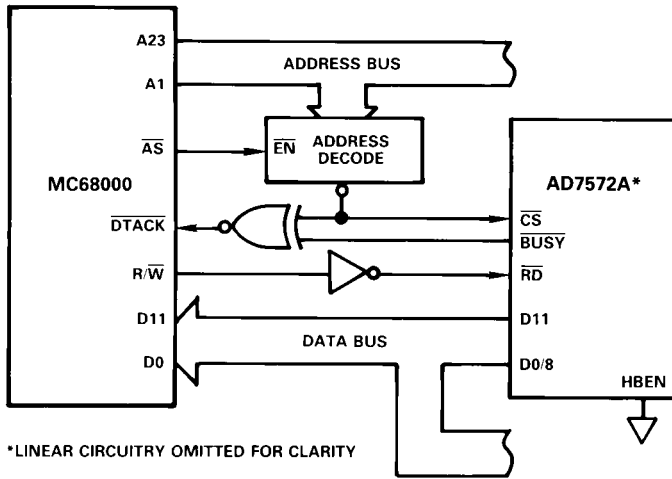 A23
ADDRESS BUS
A1
AS
EN
ADDRESS
DECODE
MC68000
AD7572A*
DTACK
CS
BUSY
R/W
RD
D11
D11
DATA BUS
D0
D0/8
HBEN
*LINEAR CIRCUITRY OMITTED FOR CLARITY